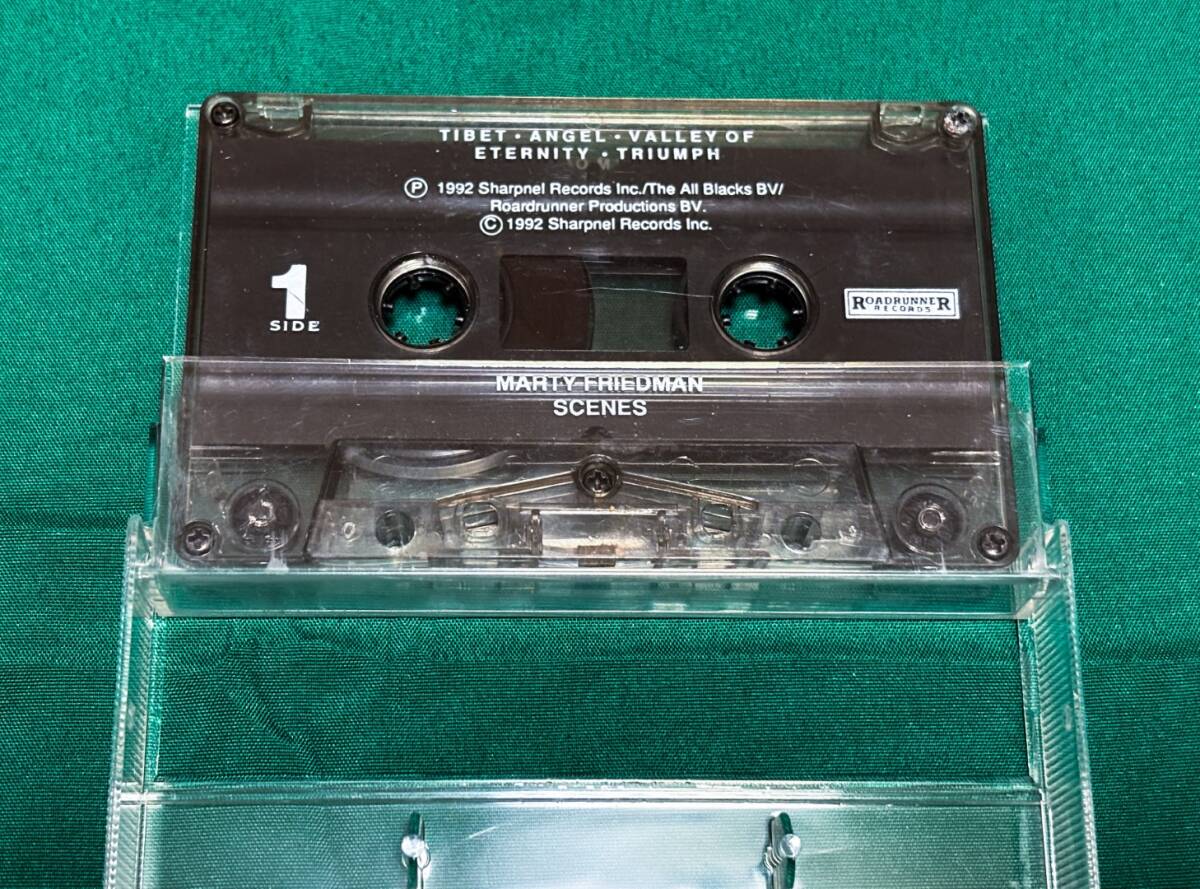 TIBET • ANGEL • VALLEY OF
ETERNITY • TRIUMPH
Ⓟ 1992 Sharpnel Records Inc./The All Blacks BV/
Roardrunner Productions BV.
© 1992 Sharpnel Records Inc.
1
SIDE
ROADRUNNER
RECORDS
MARTY FRIEDMAN
SCENES